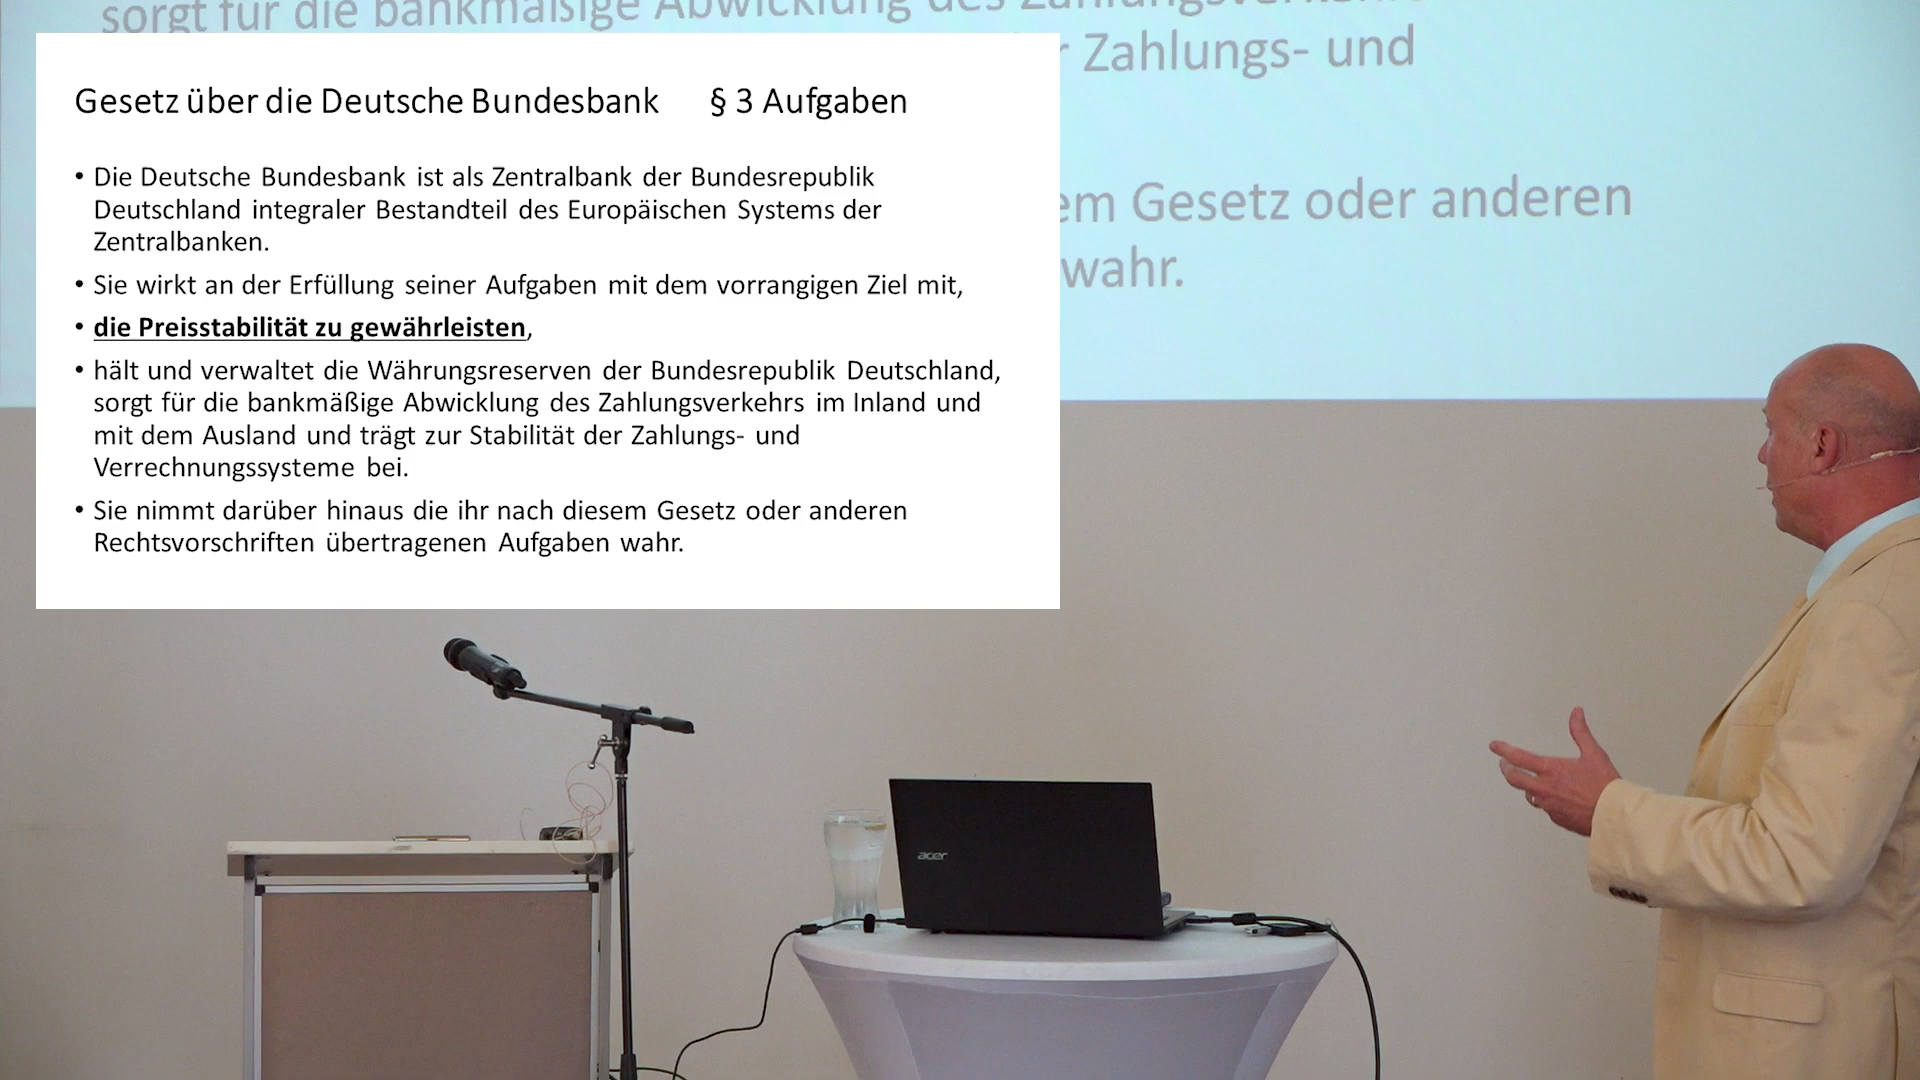 sorgt für die bankmäßige Abwicklung des Zahlungsverkehrs
Zahlungs- und
em Gesetz oder anderen
wahr.
Gesetz über die Deutsche Bundesbank § 3 Aufgaben
• Die Deutsche Bundesbank ist als Zentralbank der Bundesrepublik
Deutschland integraler Bestandteil des Europäischen Systems der
Zentralbanken.
• Sie wirkt an der Erfüllung seiner Aufgaben mit dem vorrangigen Ziel mit,
• die Preisstabilität zu gewährleisten,
• hält und verwaltet die Währungsreserven der Bundesrepublik Deutschland,
sorgt für die bankmäßige Abwicklung des Zahlungsverkehrs im Inland und
mit dem Ausland und trägt zur Stabilität der Zahlungs- und
Verrechnungssysteme bei.
• Sie nimmt darüber hinaus die ihr nach diesem Gesetz oder anderen
Rechtsvorschriften übertragenen Aufgaben wahr.
acer